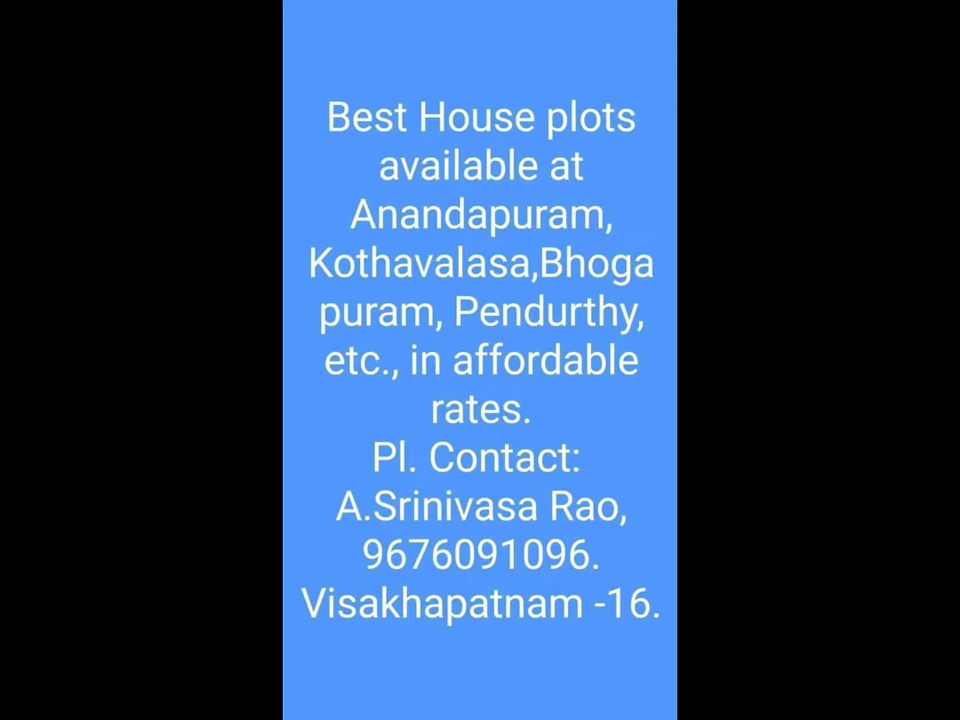 Best House plots
available at
Anandapuram,
Kothavalasa,Bhoga
puram, Pendurthy,
etc., in affordable
rates.
Pl. Contact:
A.Srinivasa Rao,
9676091096.
Visakhapatnam -16.